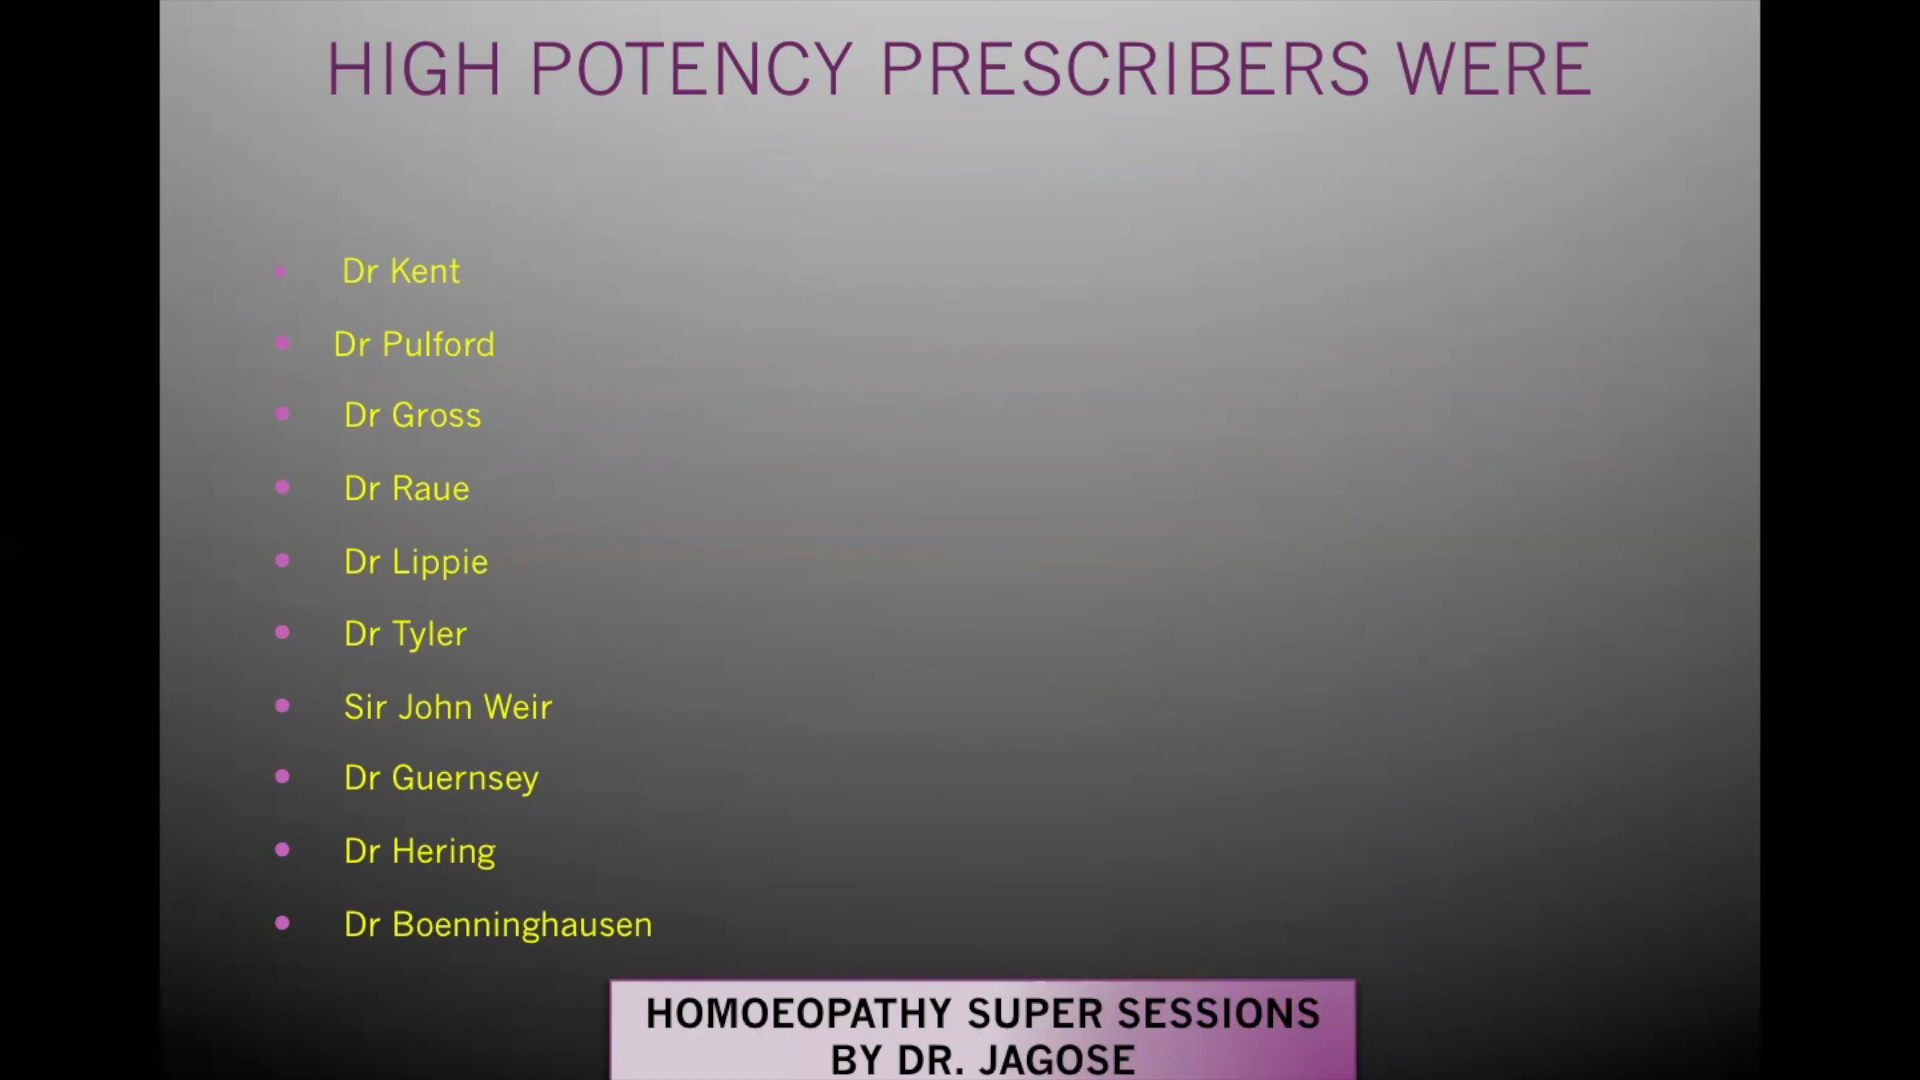 HIGH POTENCY PRESCRIBERS WERE
• Dr Kent
• Dr Pulford
• Dr Gross
• Dr Raue
• Dr Lippie
• Dr Tyler
• Sir John Weir
• Dr Guernsey
• Dr Hering
• Dr Boenninghausen
HOMOEOPATHY SUPER SESSIONS
BY DR. JAGOSE